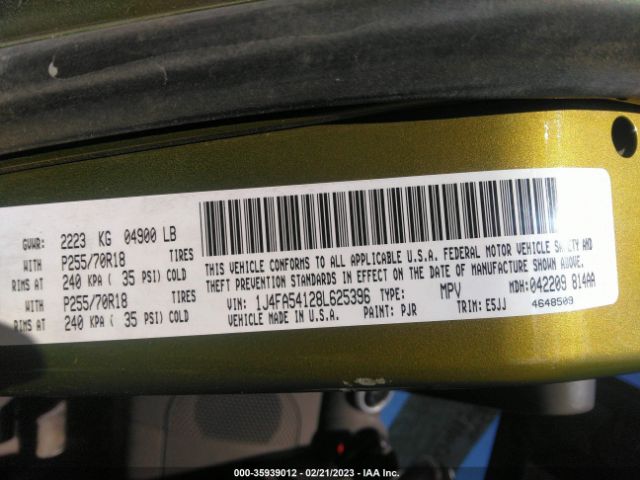 GVWR: 2223 KG 04900 LB
WITH P255/70R18 TIRES
RIMS AT 240 KPA ( 35 PSI) COLD
WITH P255/70R18 TIRES
RIMS AT 240 KPA ( 35 PSI) COLD
THIS VEHICLE CONFORMS TO ALL APPLICABLE U.S.A. FEDERAL MOTOR VEHICLE SAFETY AND
THEFT PREVENTION STANDARDS IN EFFECT ON THE DATE OF MANUFACTURE SHOWN ABOVE.
VIN: 1J4FA54128L625396 TYPE: MPV MDH: 042209 814AA
VEHICLE MADE IN U.S.A. PAINT: PJR TRIM: E5JJ 4648509
000-35939012 - 02/21/2023 - IAA Inc.